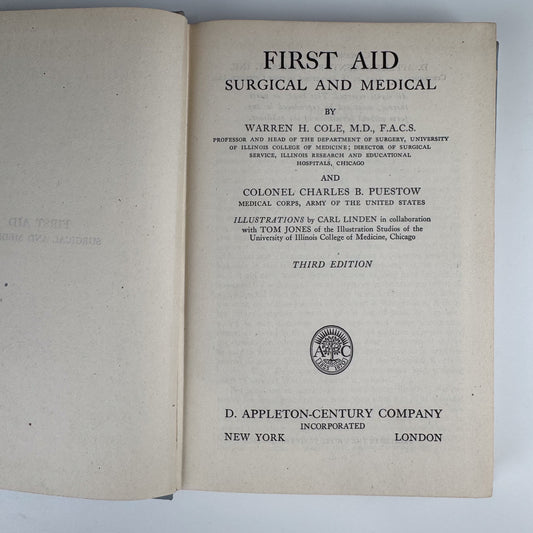 FIRST AID
SURGICAL AND MEDICAL
BY
WARREN H. COLE, M.D., F.A.C.S.
PROFESSOR AND HEAD OF THE DEPARTMENT OF SURGERY, UNIVERSITY
OF ILLINOIS COLLEGE OF MEDICINE; DIRECTOR OF SURGICAL
SERVICE, ILLINOIS RESEARCH AND EDUCATIONAL
HOSPITALS, CHICAGO
AND
COLONEL CHARLES B. PUESTOW
MEDICAL CORPS, ARMY OF THE UNITED STATES
ILLUSTRATIONS by CARL LINDEN in collaboration
with TOM JONES of the Illustration Studios of the
University of Illinois College of Medicine, Chicago
THIRD EDITION
A C
D. APPLETON-CENTURY COMPANY
INCORPORATED
NEW YORK LONDON